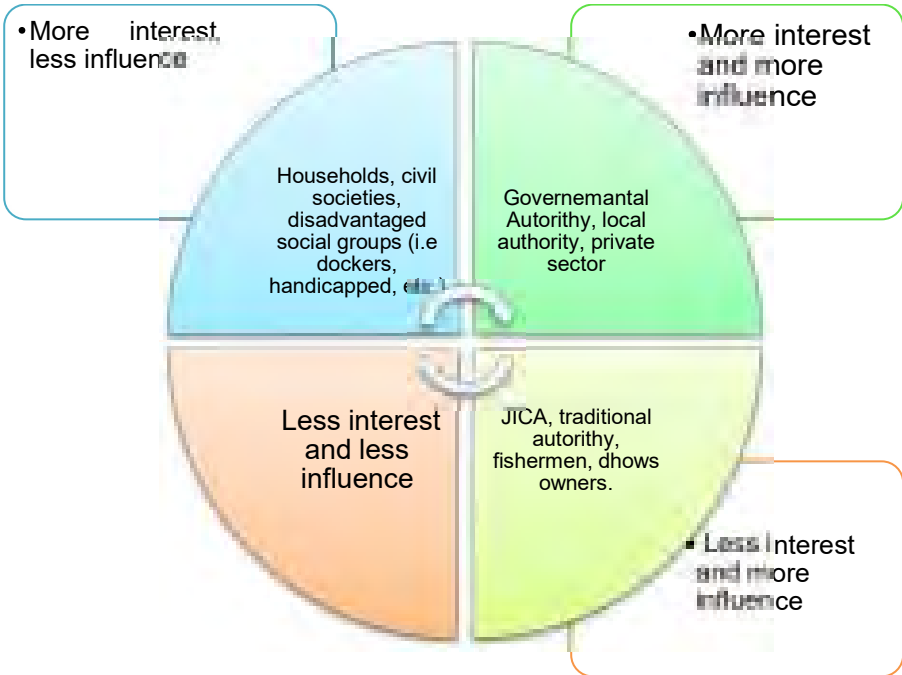 •More interest,
less influence
•More interest
and more
influence
Households, civil
societies,
disadvantaged
social groups (i.e
dockers,
handicapped, etc.)
Governemantal
Autorithy, local
authority, private
sector
Less interest
and less
influence
JICA, traditional
autorithy,
fishermen, dhows
owners.
• Less interest
and more
influence